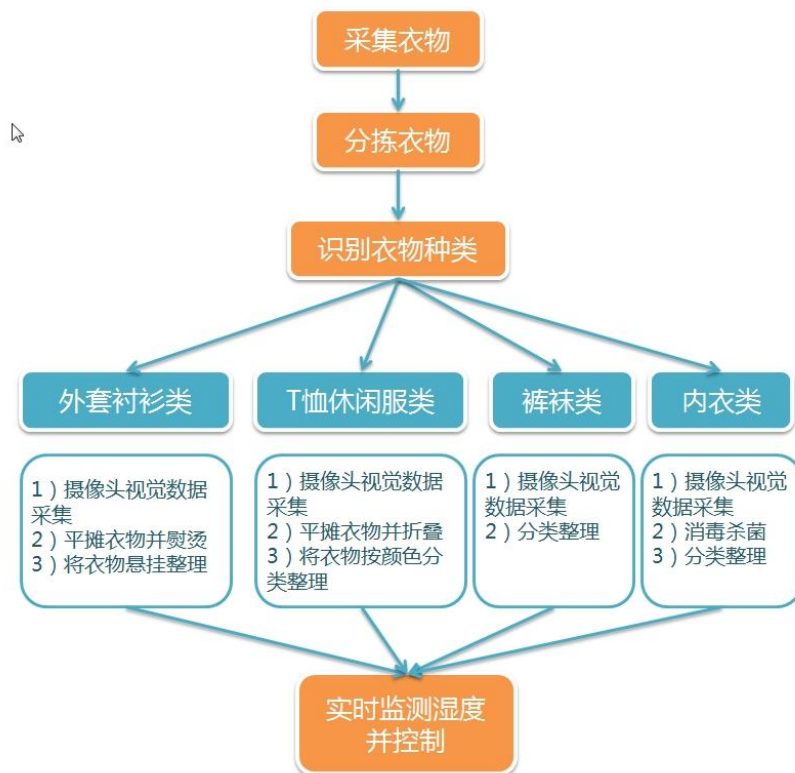 采集衣物
分拣衣物
识别衣物种类
外套衬衫类
T恤休闲服类
裤袜类
内衣类
1）摄像头视觉数据
采集
2）平摊衣物并熨烫
3）将衣物悬挂整理
1）摄像头视觉数据
采集
2）平摊衣物并折叠
3）将衣物按颜色分
类整理
1）摄像头视觉
数据采集
2）分类整理
1）摄像头视觉
数据采集
2）消毒杀菌
3）分类整理
实时监测湿度
并控制